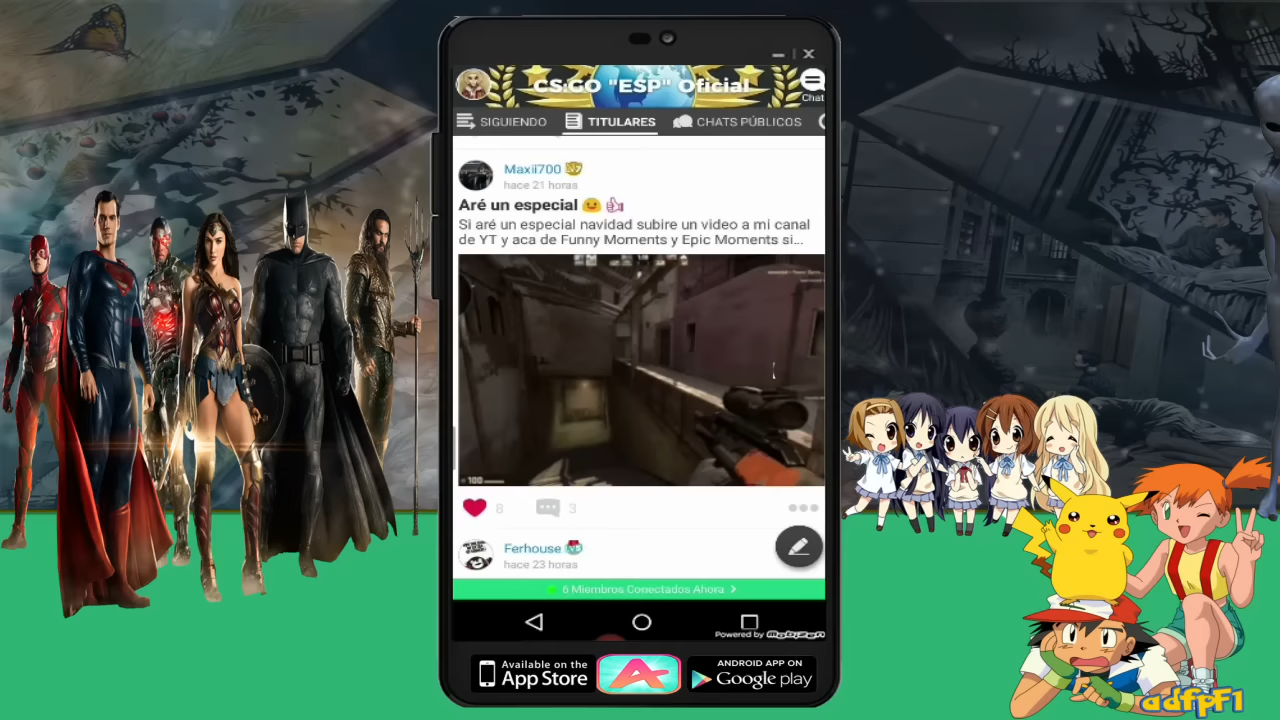 CS:GO "ESP" Oficial
Chat
SIGUIENDO
TITULARES
CHATS PÚBLICOS
Maxii700
hace 21 horas
Aré un especial
Si aré un especial navidad subire un video a mi canal
de YT y aca de Funny Moments y Epic Moments si...
100
8
3
Ferhouse
hace 23 horas
6 Miembros Conectados Ahora
Powered by Mobizen
Available on the
App Store
ANDROID APP ON
Google play
adfpF1